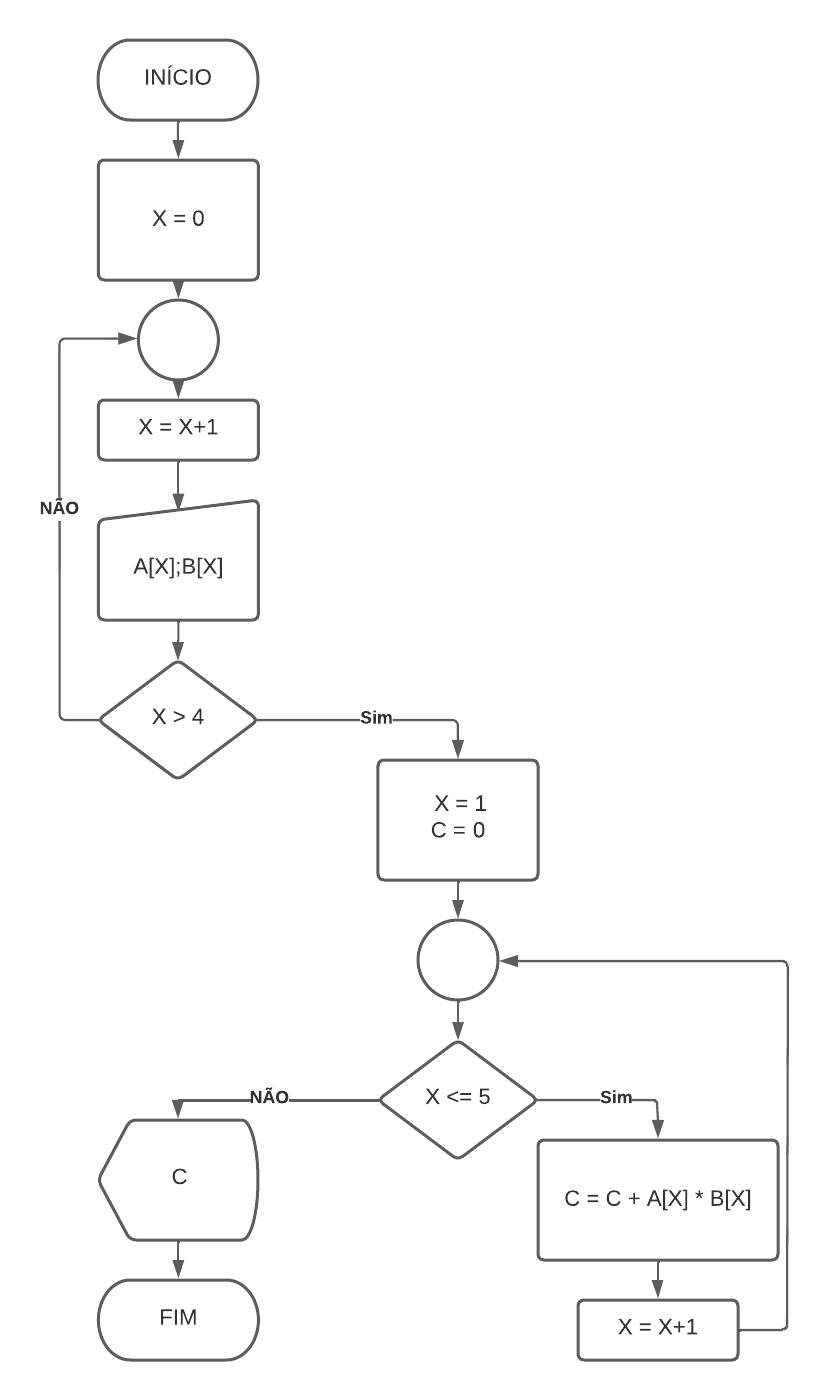 INÍCIO
X = 0
X = X+1
NÃO
A[X];B[X]
X > 4
Sim
X = 1
C = 0
X <= 5
NÃO
Sim
C
C = C + A[X] * B[X]
FIM
X = X+1